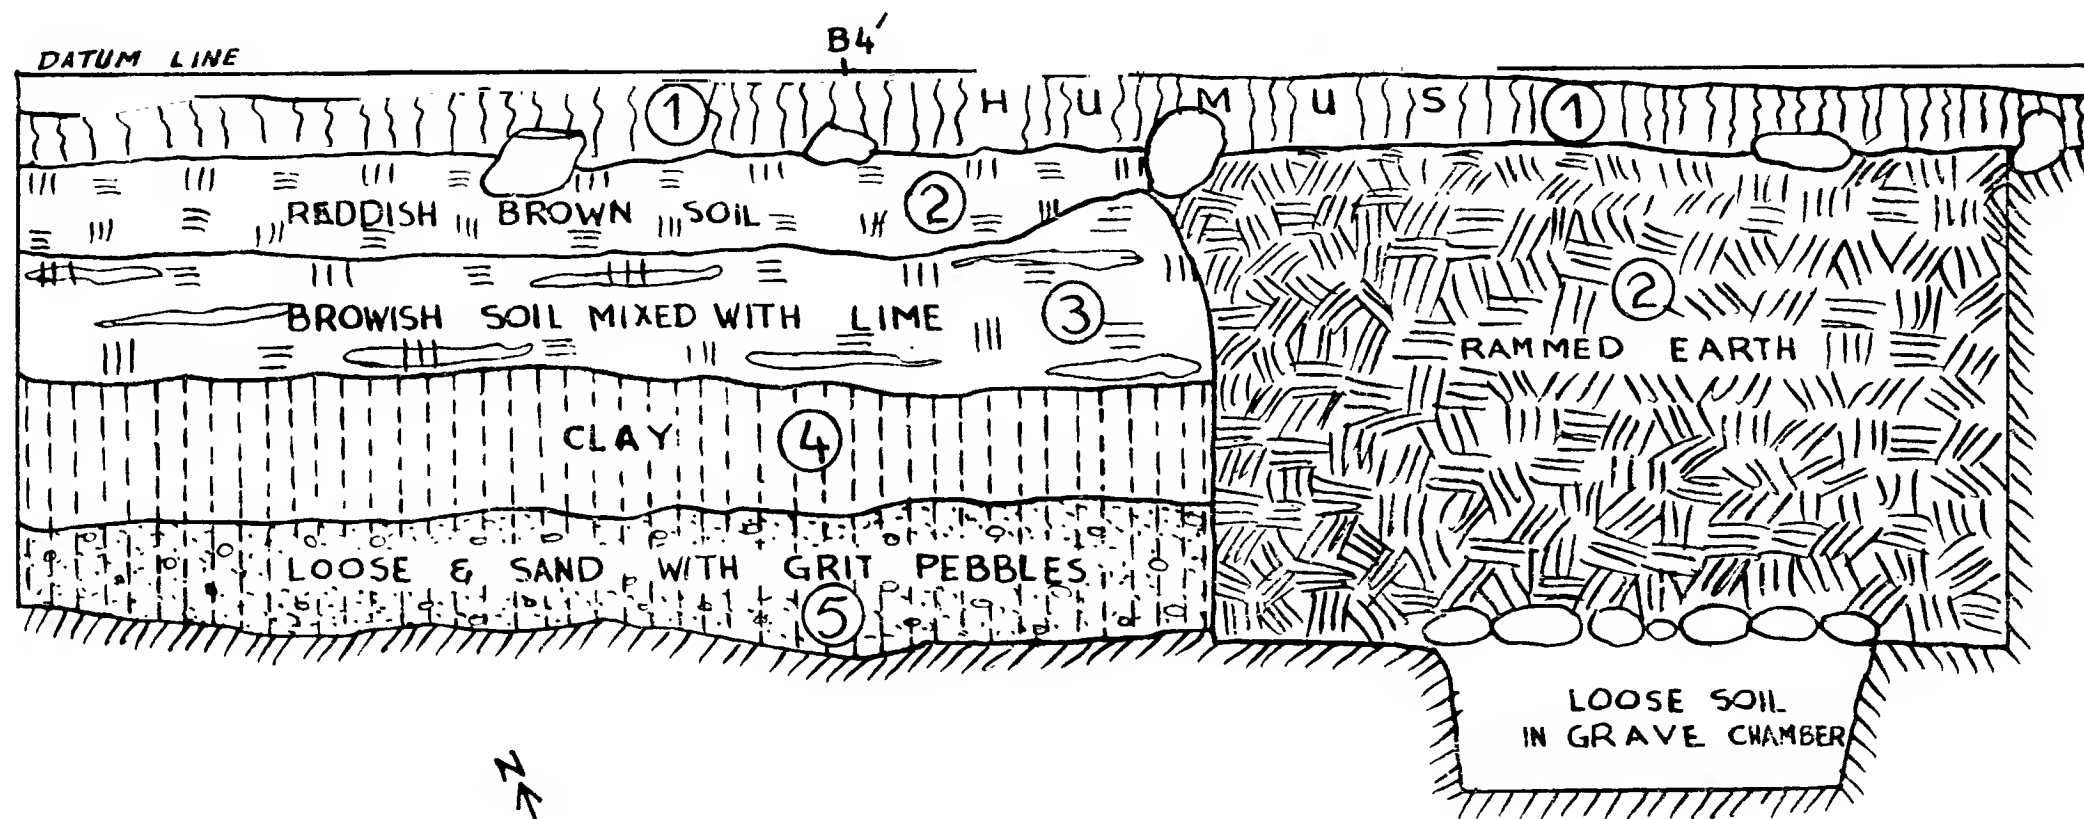 B4'
DATUM LINE
1 HUMUS 1
REDDISH BROWN SOIL 2
2
BROWISH SOIL MIXED WITH LIME 3
RAMMED EARTH
CLAY 4
LOOSE & SAND WITH GRIT PEBBLES
5
LOOSE SOIL
IN GRAVE CHAMBER
N